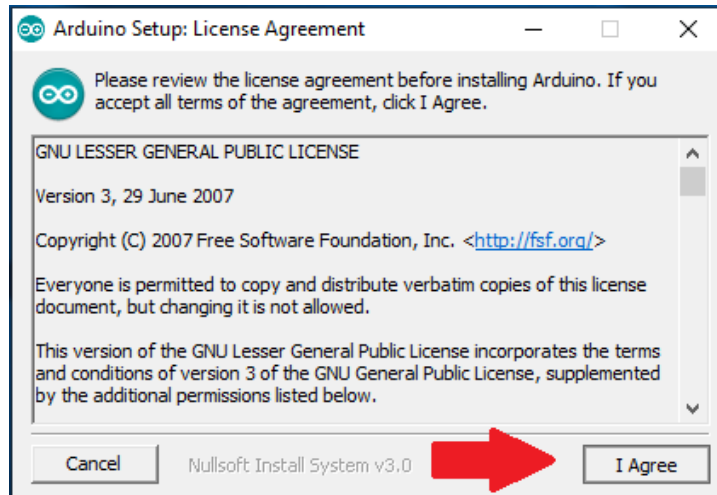 Arduino Setup: License Agreement
Please review the license agreement before installing Arduino. If you
accept all terms of the agreement, click I Agree.
GNU LESSER GENERAL PUBLIC LICENSE
Version 3, 29 June 2007
Copyright (C) 2007 Free Software Foundation, Inc. <http://fsf.org/>
Everyone is permitted to copy and distribute verbatim copies of this license
document, but changing it is not allowed.
This version of the GNU Lesser General Public License incorporates the terms
and conditions of version 3 of the GNU General Public License, supplemented
by the additional permissions listed below.
Cancel Nullsoft Install System v3.0 I Agree